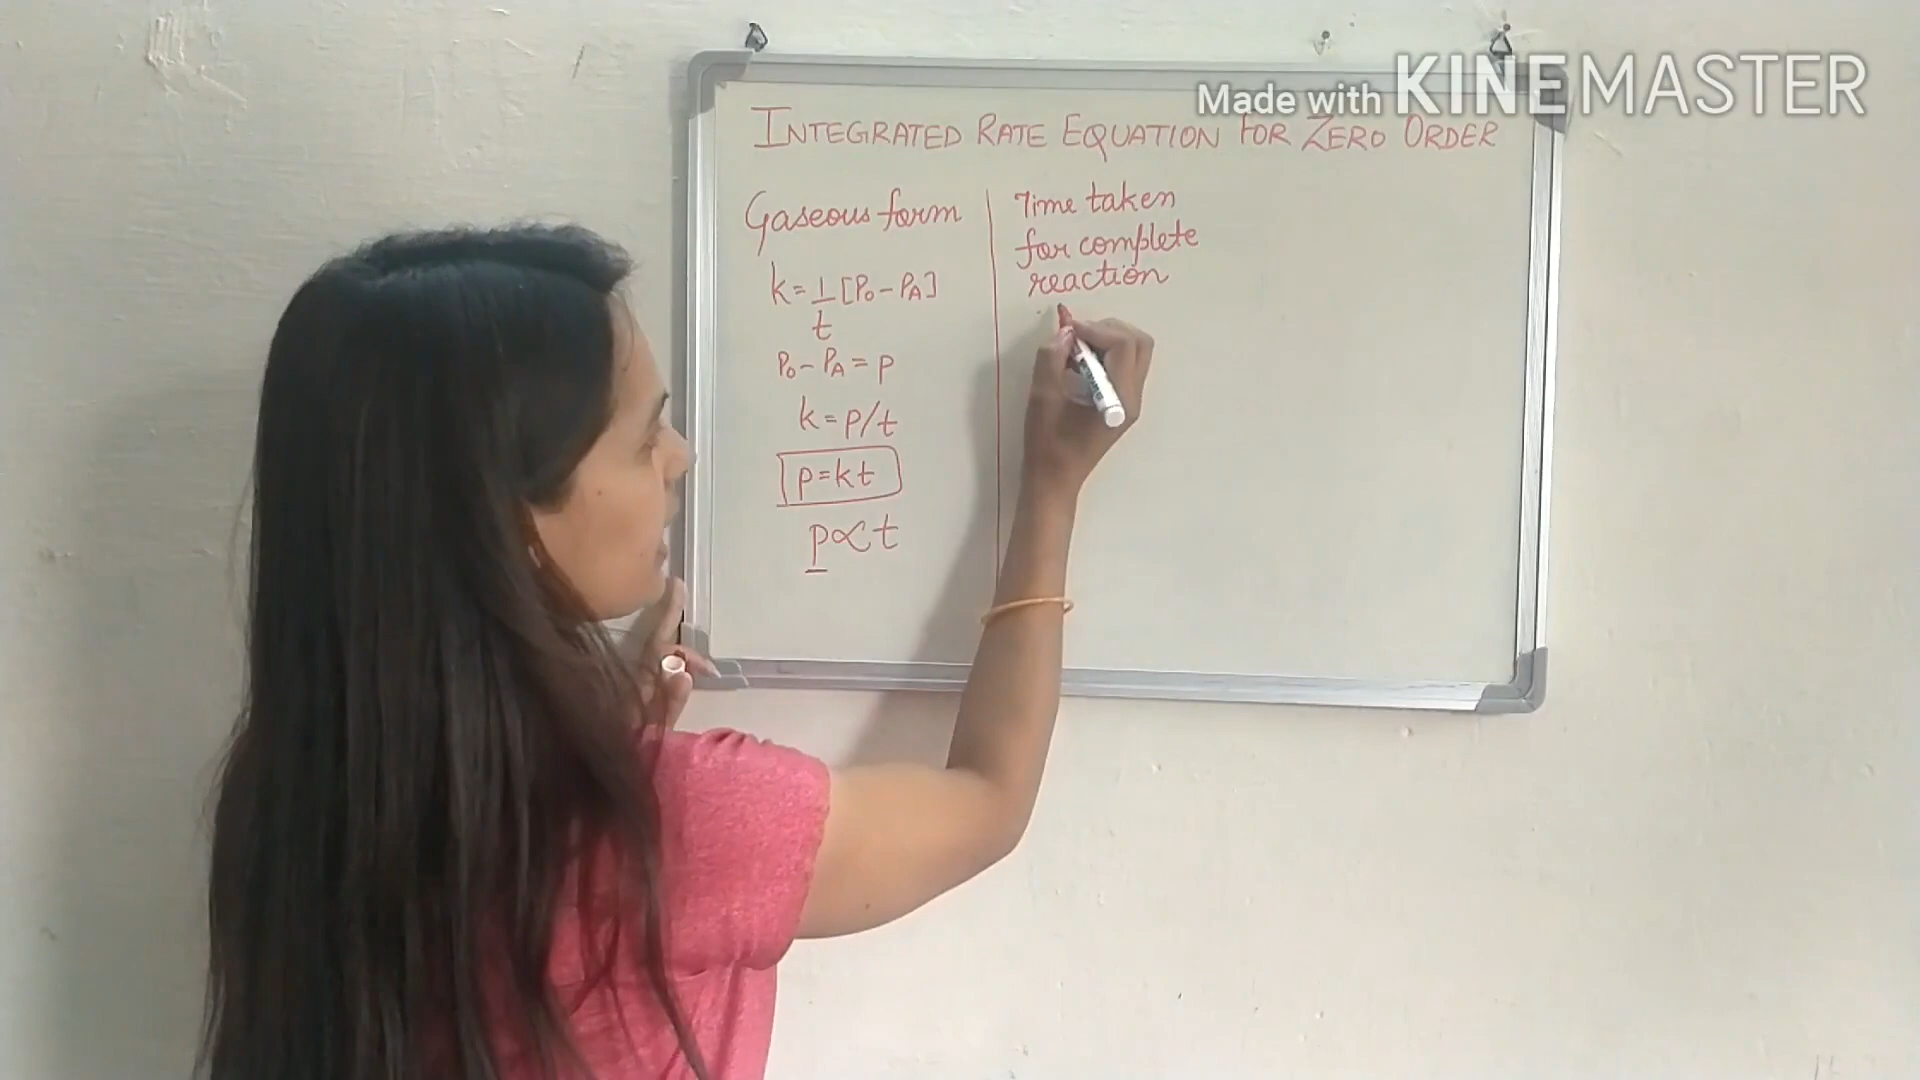 Made with KINEMASTER
INTEGRATED RATE EQUATION FOR ZERO ORDER
Gaseous form
k = 1/t [P₀ - P_A]
P₀ - P_A = p
k = p/t
p = kt
p ∝ t
Time taken
for complete
reaction